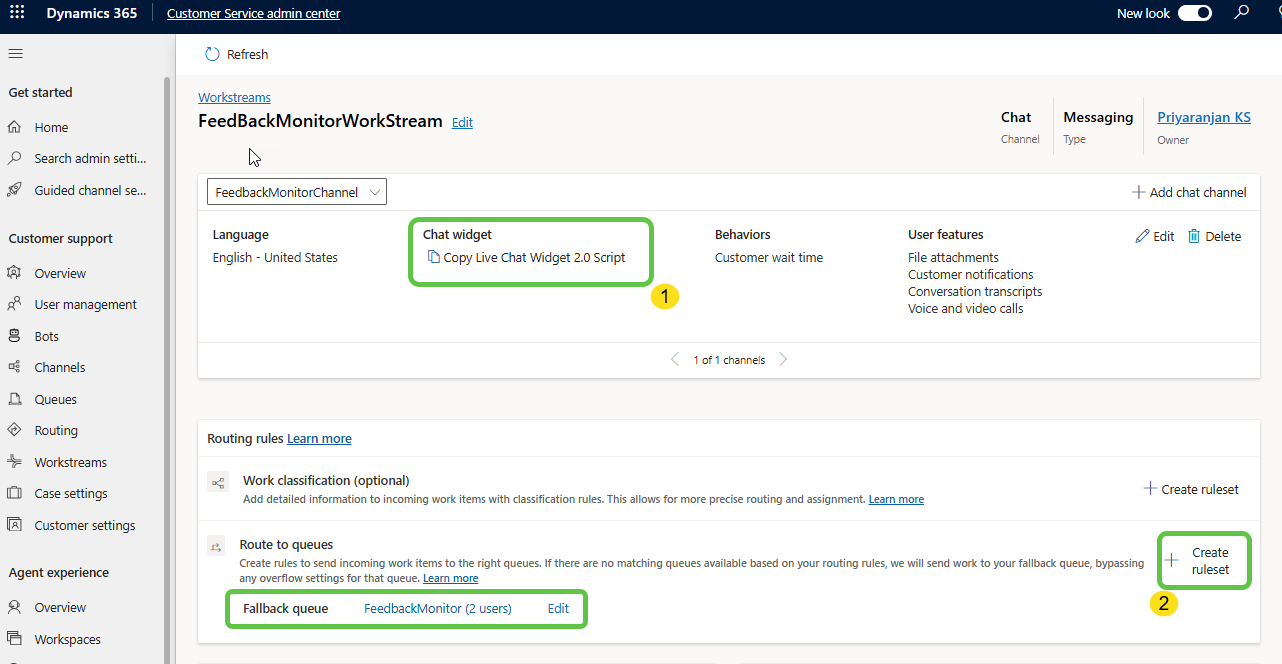 Dynamics 365 Customer Service admin center New look
Refresh
Get started
Home
Search admin setti...
Guided channel se...
Customer support
Overview
User management
Bots
Channels
Queues
Routing
Workstreams
Case settings
Customer settings
Agent experience
Overview
Workspaces
Workstreams
FeedBackMonitorWorkStream Edit
Chat Messaging Priyaranjan KS
Channel Type Owner
FeedbackMonitorChannel Add chat channel
Language Chat widget Behaviors User features Edit Delete
English - United States Copy Live Chat Widget 2.0 Script Customer wait time File attachments
Customer notifications
Conversation transcripts
Voice and video calls
1
1 of 1 channels
Routing rules Learn more
Work classification (optional)
Add detailed information to incoming work items with classification rules. This allows for more precise routing and assignment. Learn more
Create ruleset
Route to queues
Create rules to send incoming work items to the right queues. If there are no matching queues available based on your routing rules, we will send work to your fallback queue, bypassing
any overflow settings for that queue. Learn more
Create
ruleset
2
Fallback queue FeedbackMonitor (2 users) Edit